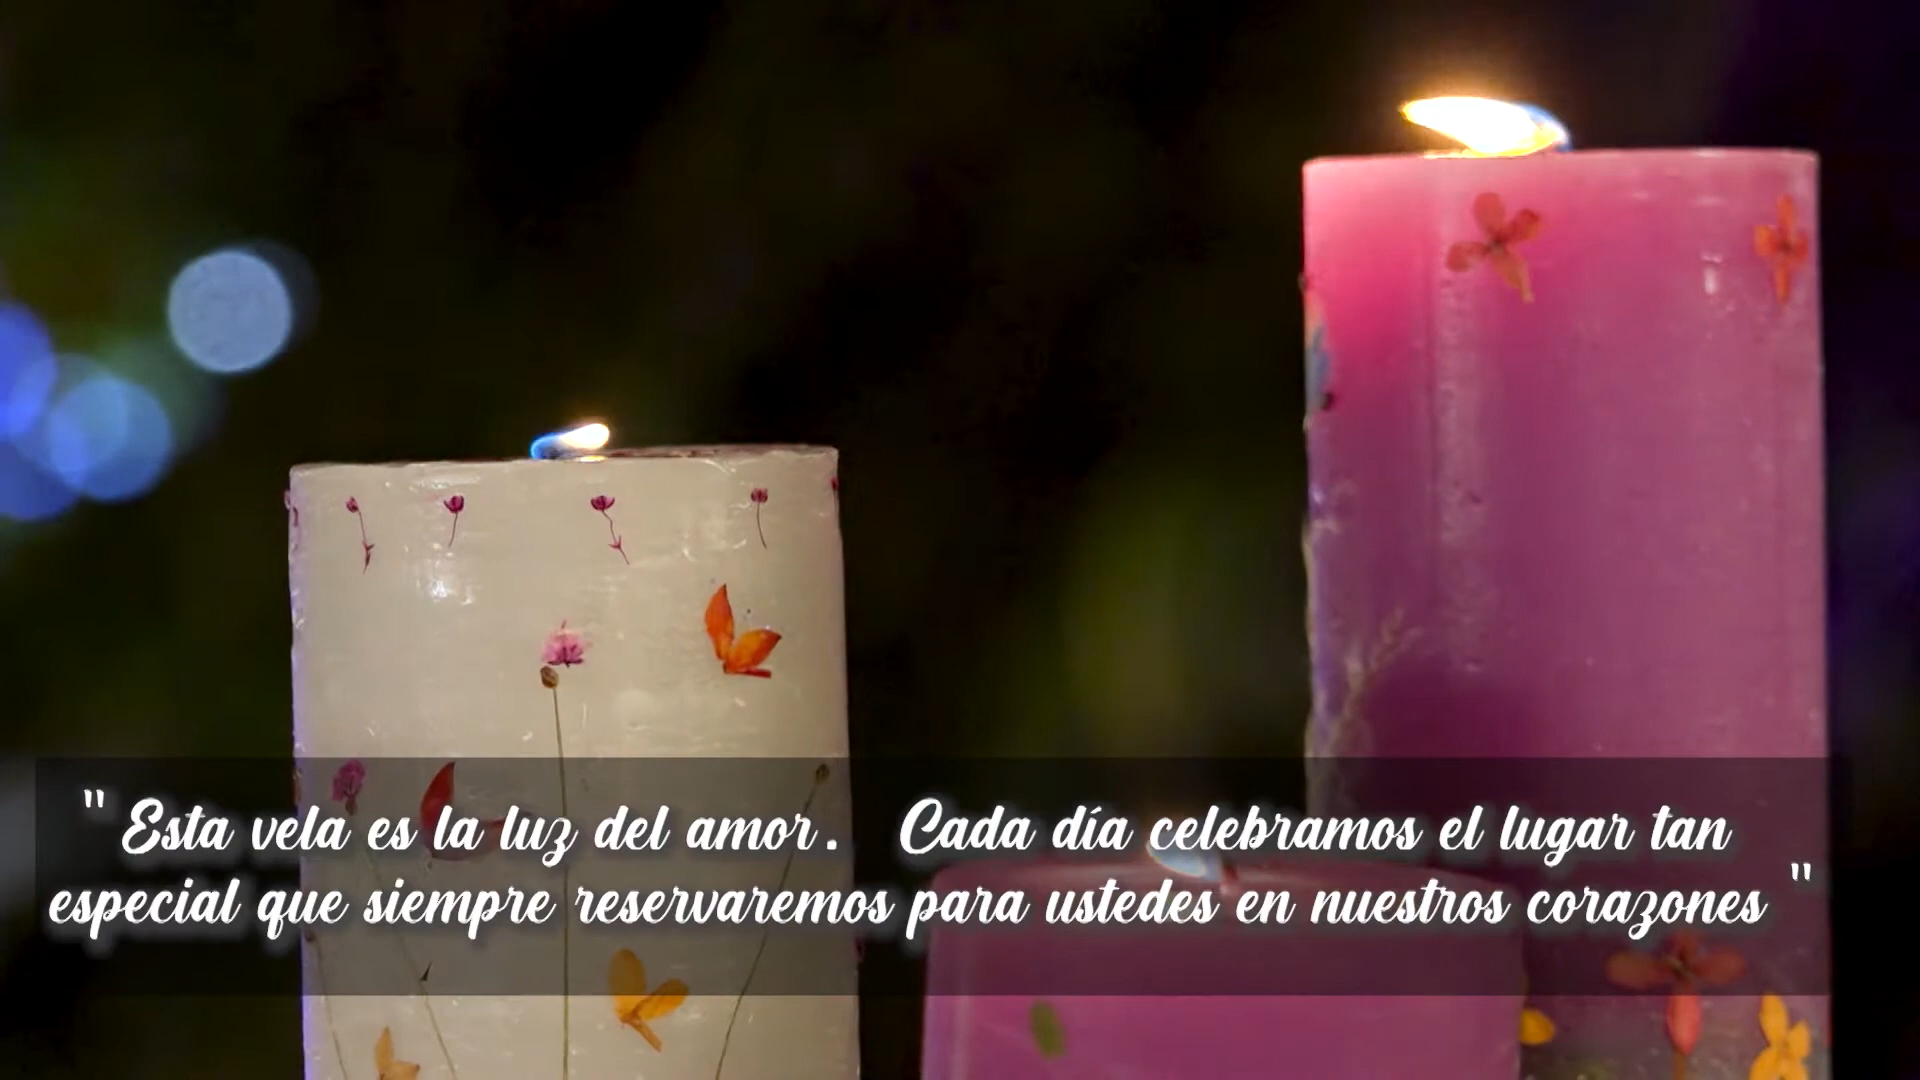 " Esta vela es la luz del amor. Cada día celebramos el lugar tan
especial que siempre reservaremos para ustedes en nuestros corazones "